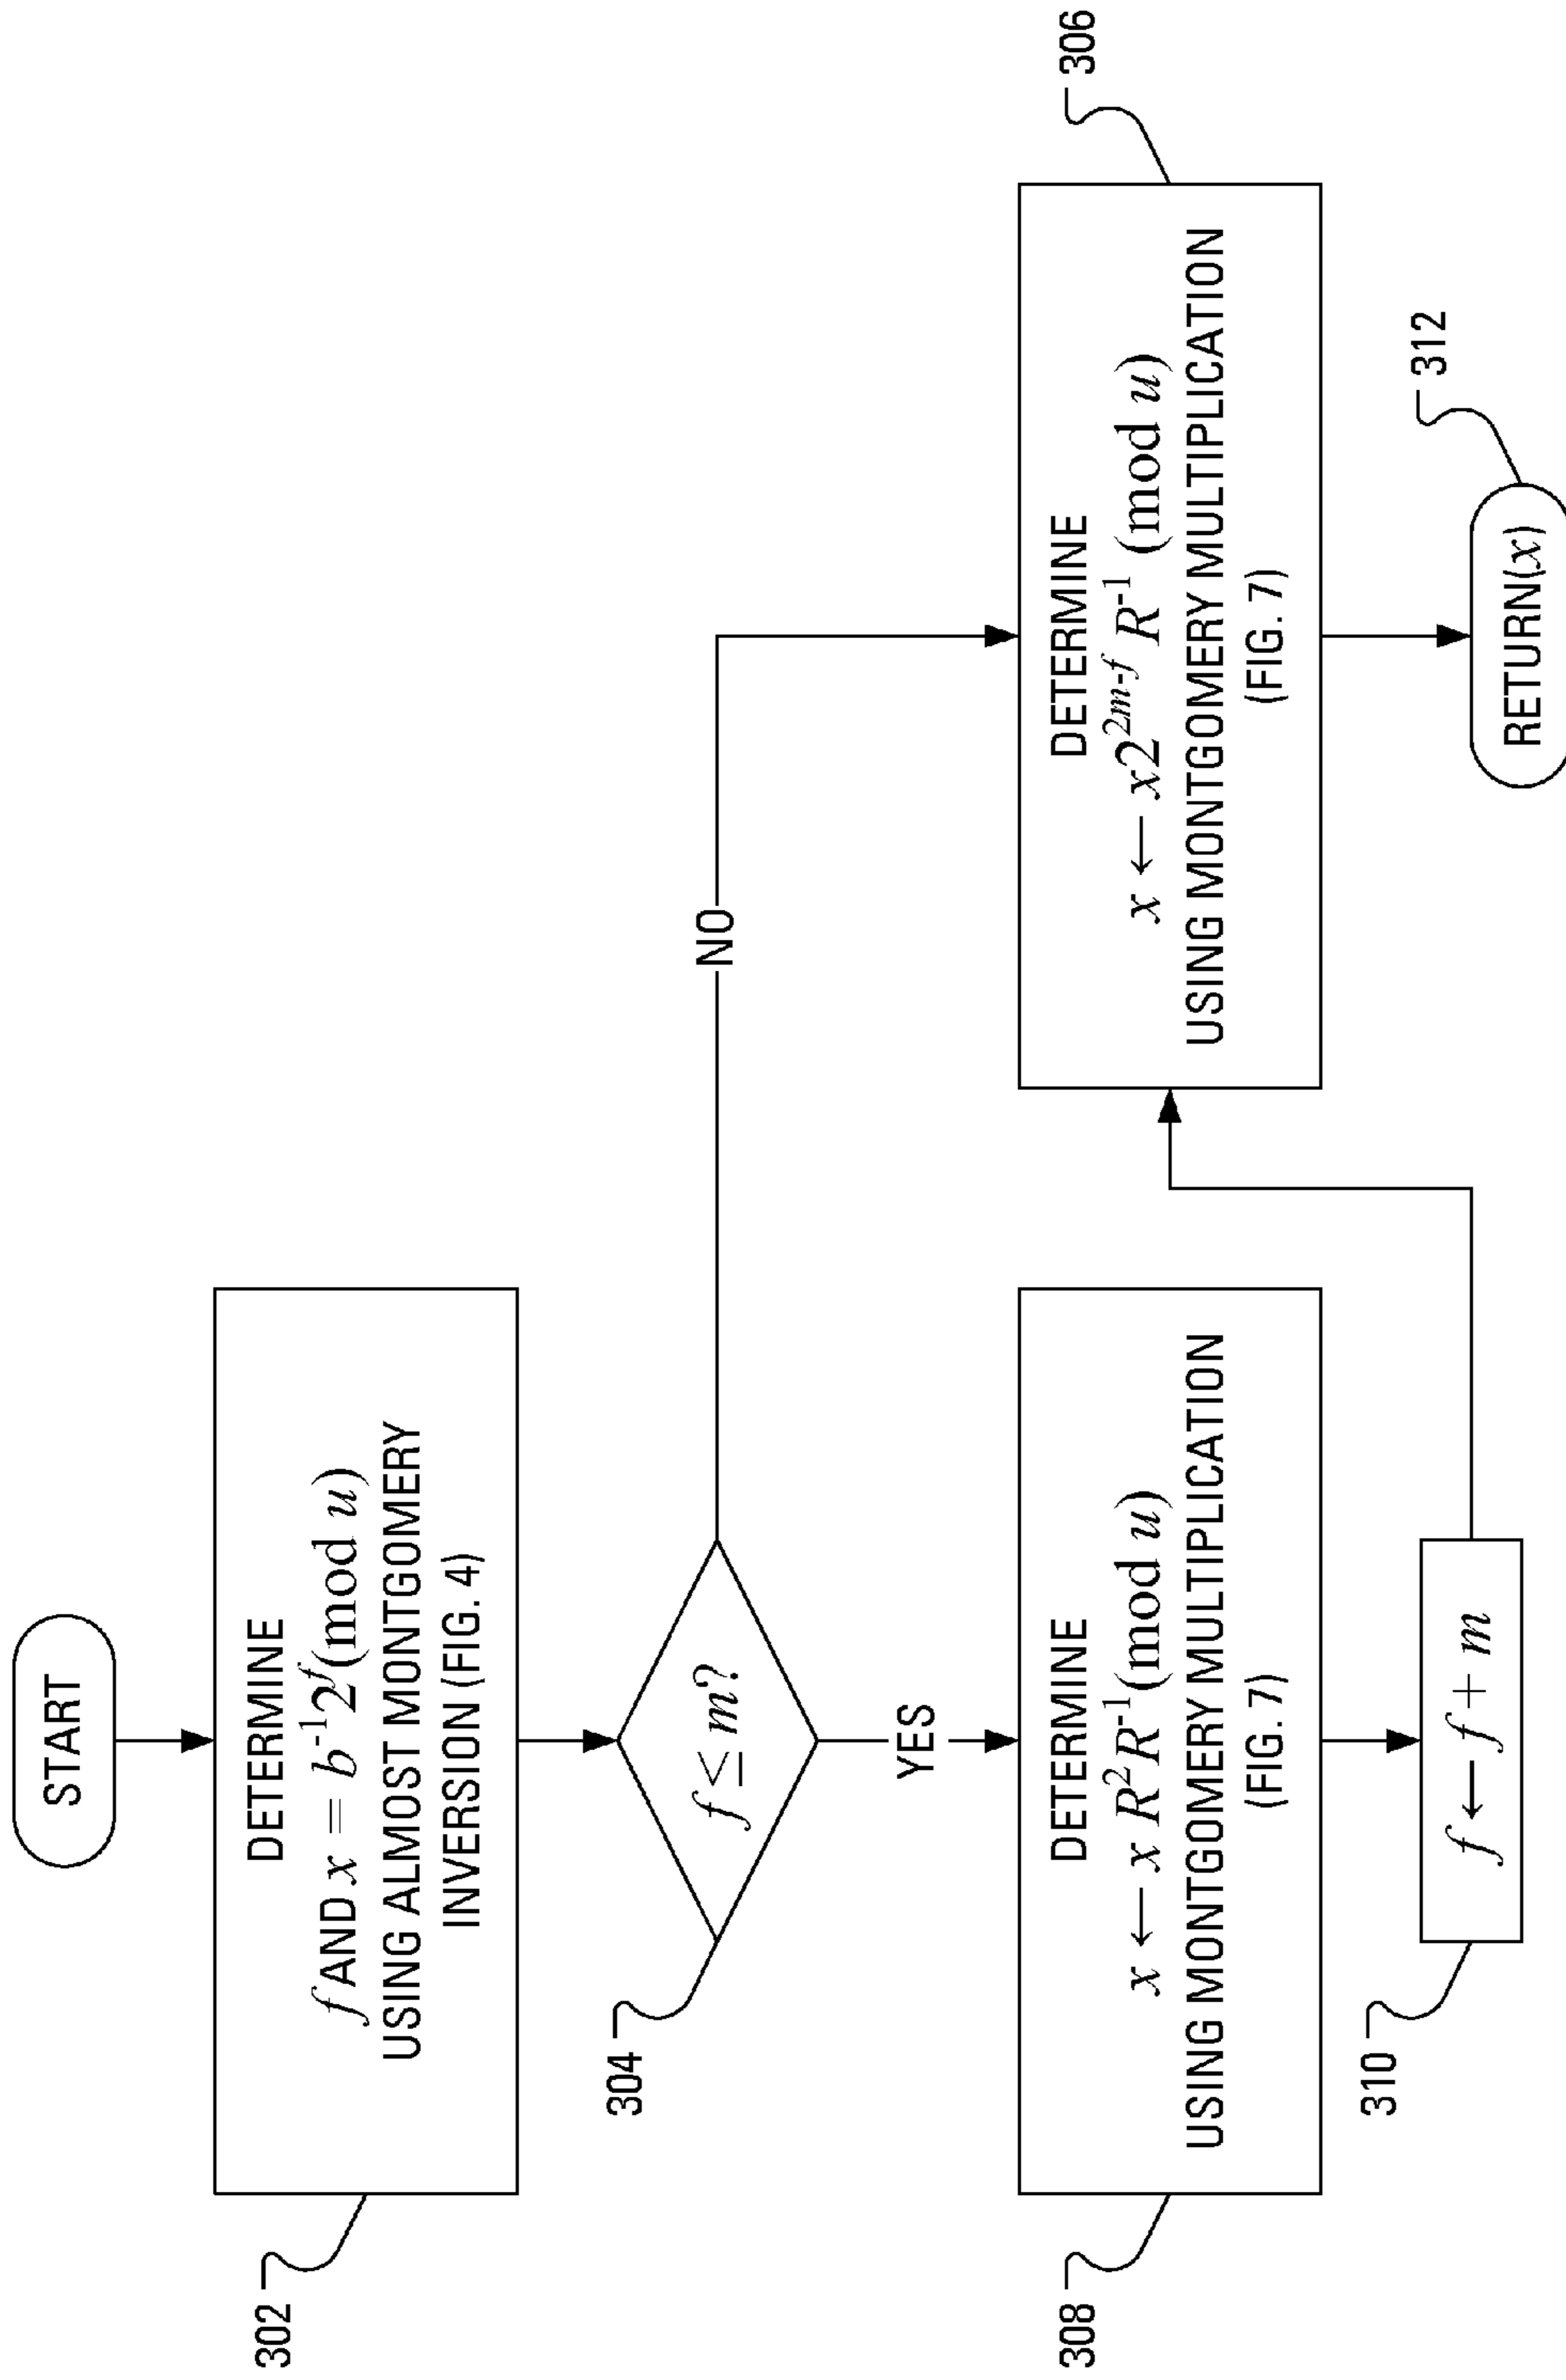 START
302
DETERMINE
f AND x = b⁻¹2ᶠ(mod u)
USING ALMOST MONTGOMERY
INVERSION (FIG. 4)
304
f ≤ m?
NO
YES
308
DETERMINE
x ← x R²R⁻¹(mod u)
USING MONTGOMERY MULTIPLICATION
(FIG. 7)
310
f ← f + m
306
DETERMINE
x ← x2²ᵐ⁻ᶠ R⁻¹ (mod u)
USING MONTGOMERY MULTIPLICATION
(FIG. 7)
312
RETURN(x)